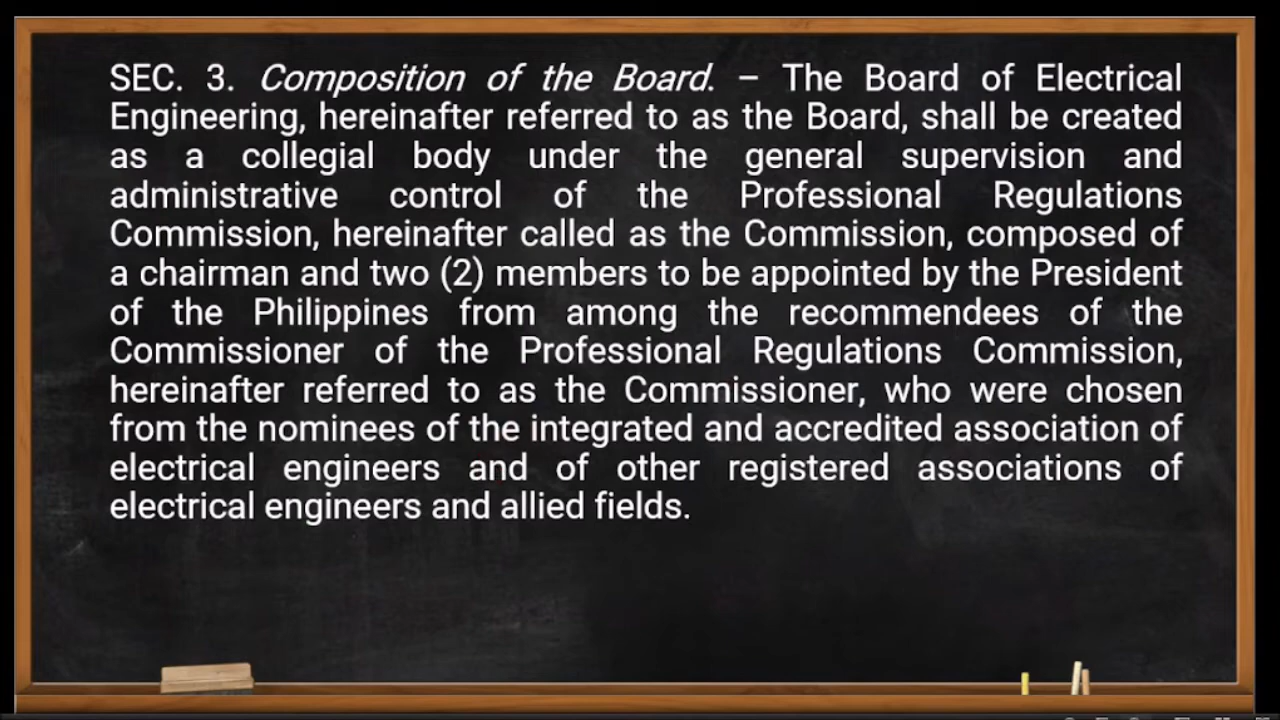 SEC. 3. Composition of the Board. – The Board of Electrical
Engineering, hereinafter referred to as the Board, shall be created
as a collegial body under the general supervision and
administrative control of the Professional Regulations
Commission, hereinafter called as the Commission, composed of
a chairman and two (2) members to be appointed by the President
of the Philippines from among the recommendees of the
Commissioner of the Professional Regulations Commission,
hereinafter referred to as the Commissioner, who were chosen
from the nominees of the integrated and accredited association of
electrical engineers and of other registered associations of
electrical engineers and allied fields.